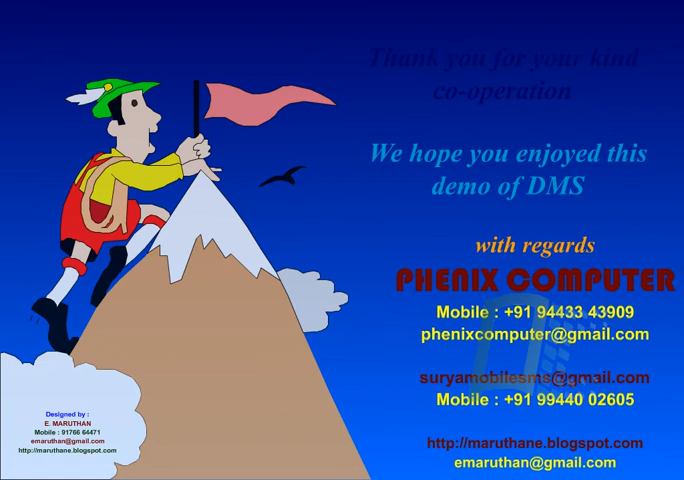 Thank you for your kind
co-operation
We hope you enjoyed this
demo of DMS
with regards
PHENIX COMPUTER
Mobile : +91 94433 43909
phenixcomputer@gmail.com
suryamobilesms@gmail.com
Mobile : +91 99440 02605
http://maruthane.blogspot.com
emaruthan@gmail.com
Designed by :
E. MARUTHAN
Mobile : 91766 64471
emaruthan@gmail.com
http://maruthane.blogspot.com